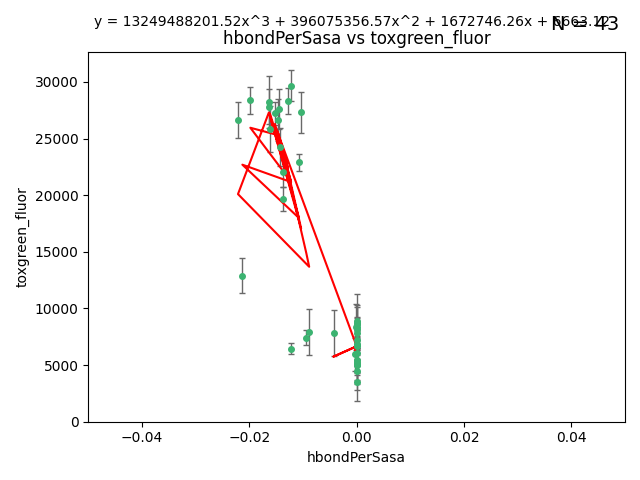 y = 13249488201.52x^3 + 396075356.57x^2 + 1672746.26x + 6663.12
N = 43
hbondPerSasa vs toxgreen_fluor
30000
25000
20000
15000
10000
5000
0
toxgreen_fluor
−0.04 −0.02 0.00 0.02 0.04
hbondPerSasa